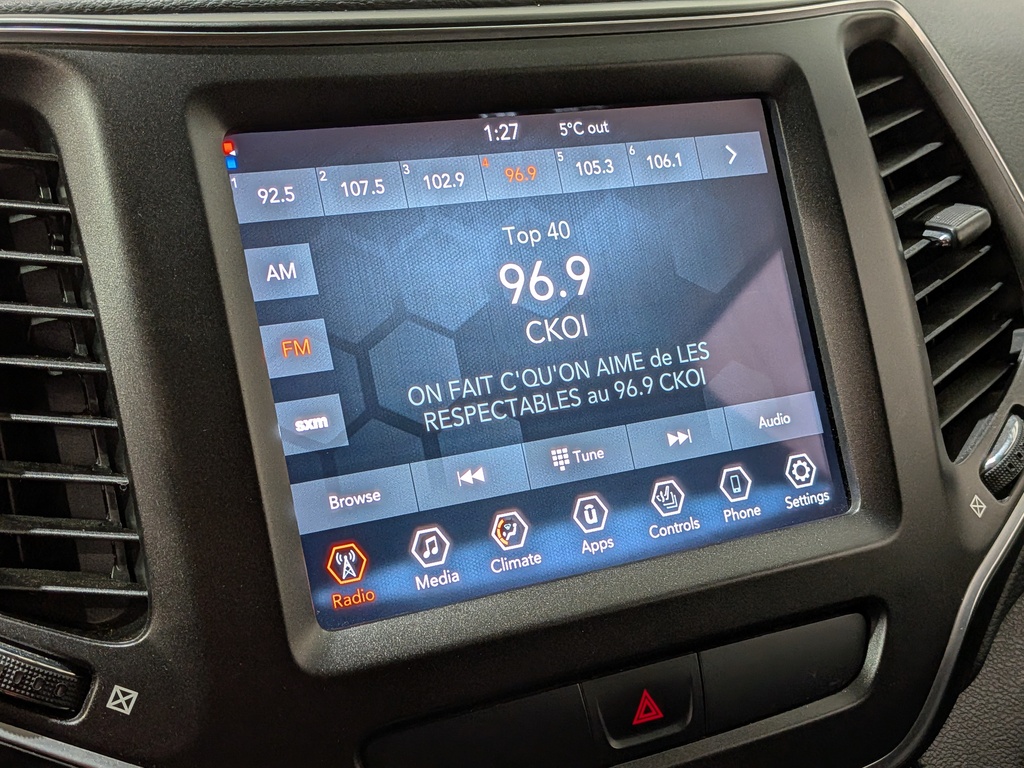 1:27 5°C out
1 92.5 2 107.5 3 102.9 4 96.9 5 105.3 6 106.1
Top 40
AM
96.9
CKOI
FM
ON FAIT C'QU'ON AIME de LES
RESPECTABLES au 96.9 CKOI
sxm
Browse Tune Audio
Radio Media Climate Apps Controls Phone Settings